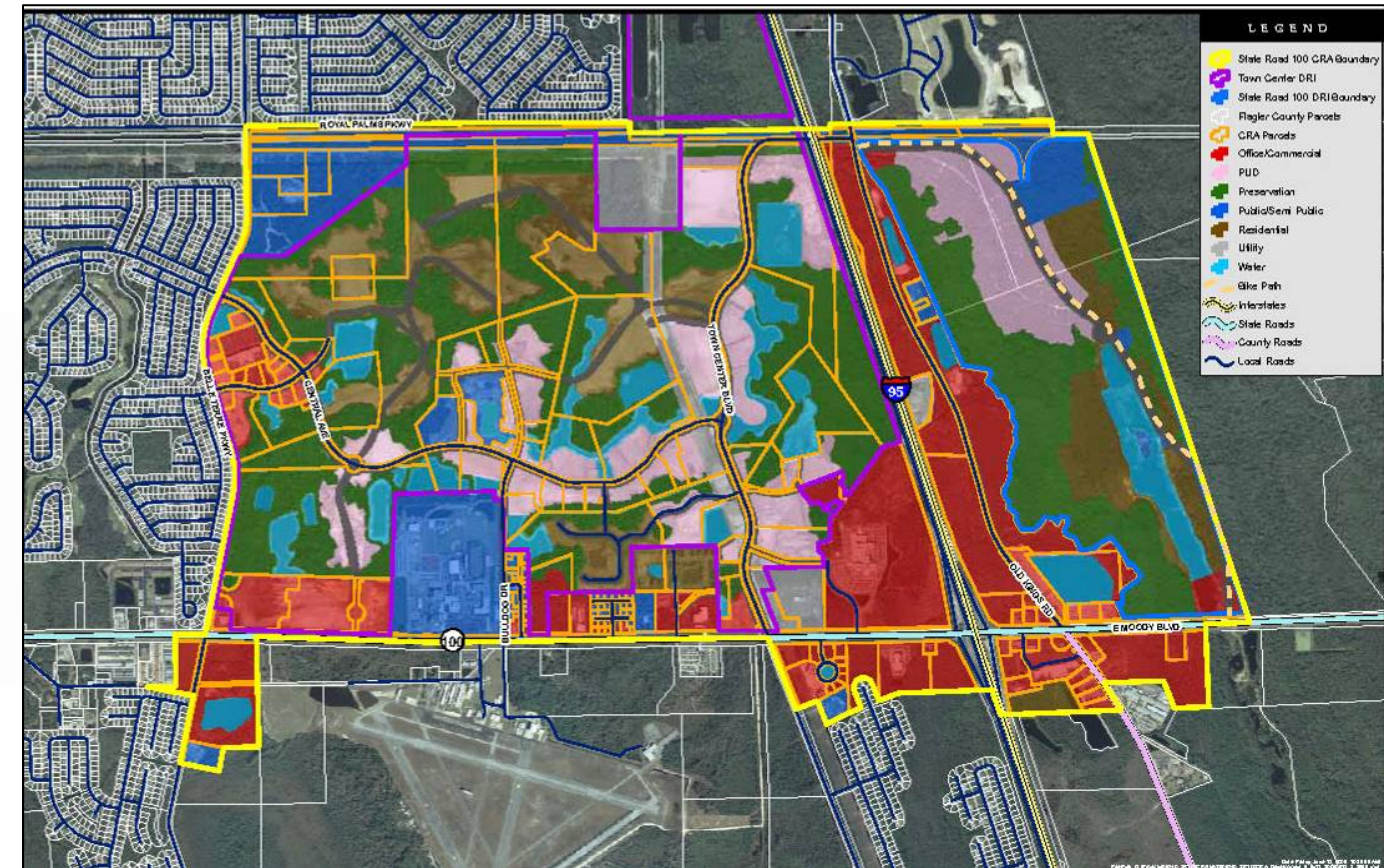 LEGEND
State Road 100 CRA Boundary
Town Center DRI
State Road 100 DRI Boundary
Flagler County Parcels
CRA Parcels
Office/Commercial
PUD
Preservation
Public/Semi Public
Residential
Utility
Water
Bike Path
Interstates
State Roads
County Roads
Local Roads
ROYAL PALMS PKWY
BELLE TERRE PKWY
CENTRAL AVE
TOWN CENTER BLVD
95
OLD KINGS RD
BULLDOG DR
100
E MOODY BLVD